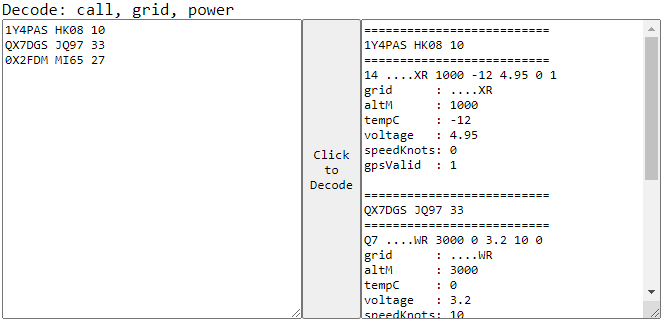 Decode: call, grid, power
1Y4PAS HK08 10
QX7DGS JQ97 33
0X2FDM MI65 27
Click
to
Decode
==========================
1Y4PAS HK08 10
==========================
14 ....XR 1000 -12 4.95 0 1
grid      : ....XR
altM      : 1000
tempC     : -12
voltage   : 4.95
speedKnots: 0
gpsValid  : 1
==========================
QX7DGS JQ97 33
==========================
Q7 ....WR 3000 0 3.2 10 0
grid      : ....WR
altM      : 3000
tempC     : 0
voltage   : 3.2
speedKnots: 10